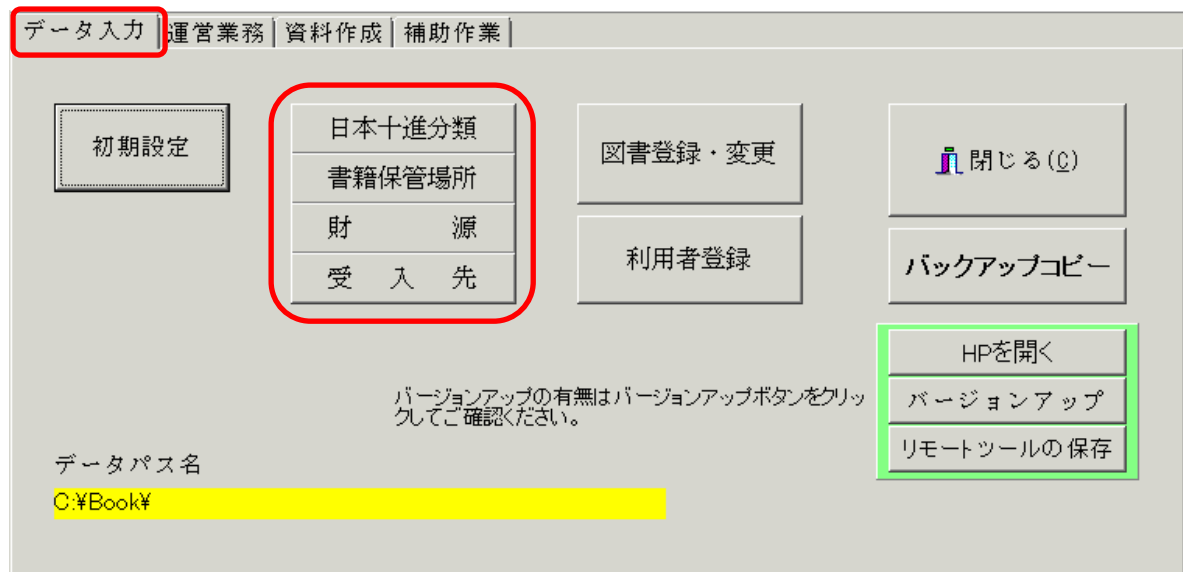 データ入力 運営業務 資料作成 補助作業
初期設定
日本十進分類
書籍保管場所
財 源
受 入 先
図書登録・変更
利用者登録
閉じる(C)
バックアップコピー
HPを開く
バージョンアップ
リモートツールの保存
バージョンアップの有無はバージョンアップボタンをクリッ
クしてご確認ください。
データパス名
C:¥Book¥